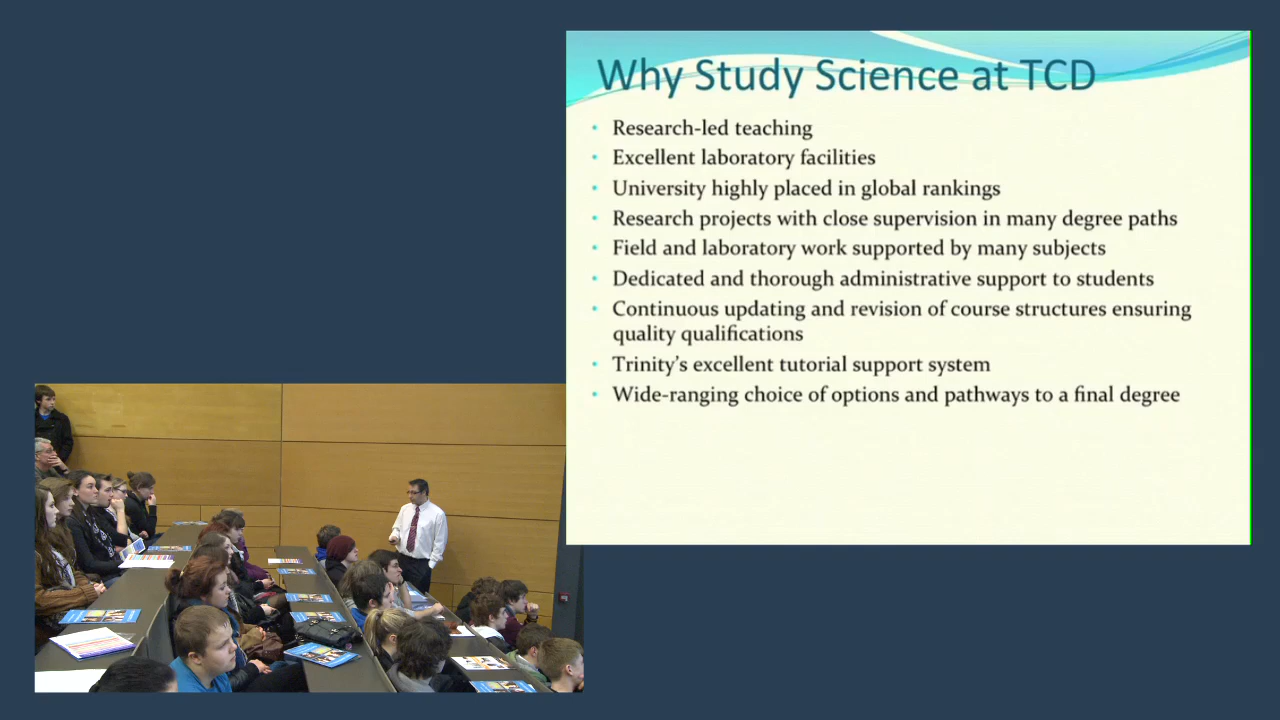 Why Study Science at TCD
• Research-led teaching
• Excellent laboratory facilities
• University highly placed in global rankings
• Research projects with close supervision in many degree paths
• Field and laboratory work supported by many subjects
• Dedicated and thorough administrative support to students
• Continuous updating and revision of course structures ensuring
quality qualifications
• Trinity’s excellent tutorial support system
• Wide-ranging choice of options and pathways to a final degree